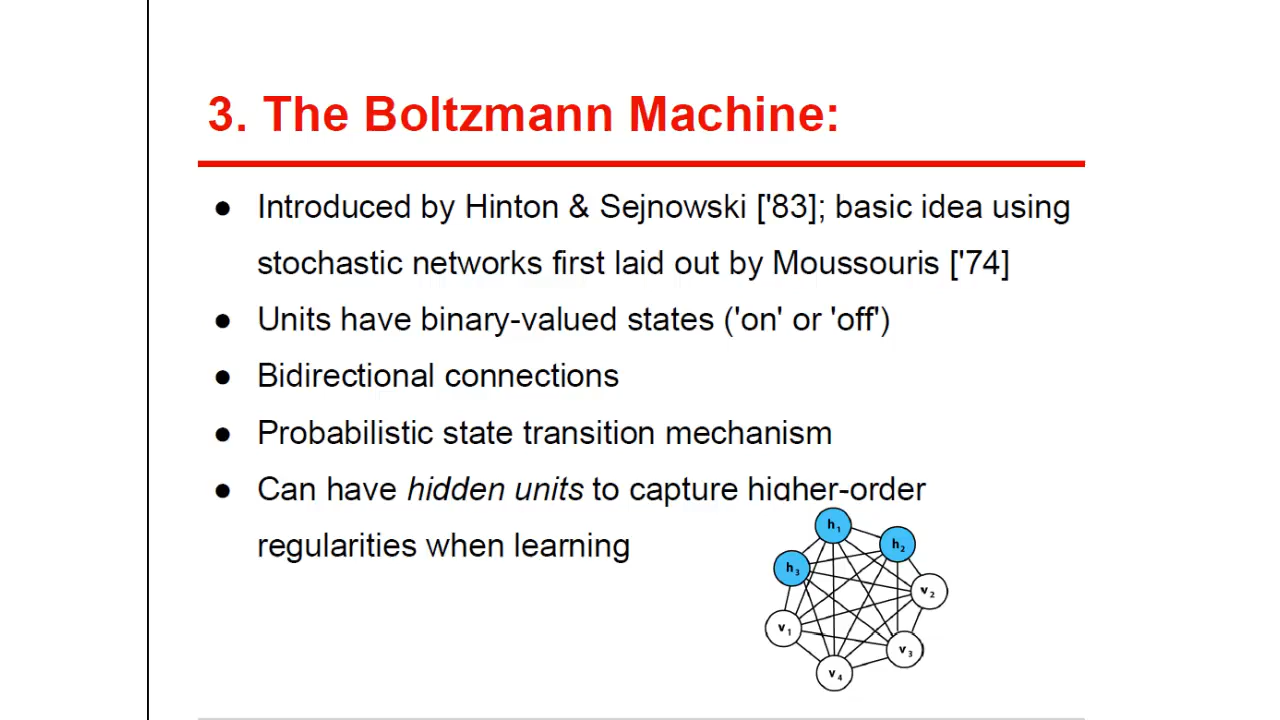 3. The Boltzmann Machine:
● Introduced by Hinton & Sejnowski ['83]; basic idea using
stochastic networks first laid out by Moussouris ['74]
● Units have binary-valued states ('on' or 'off')
● Bidirectional connections
● Probabilistic state transition mechanism
● Can have hidden units to capture higher-order
regularities when learning
h1
h2
h3
v2
v1
v3
v4